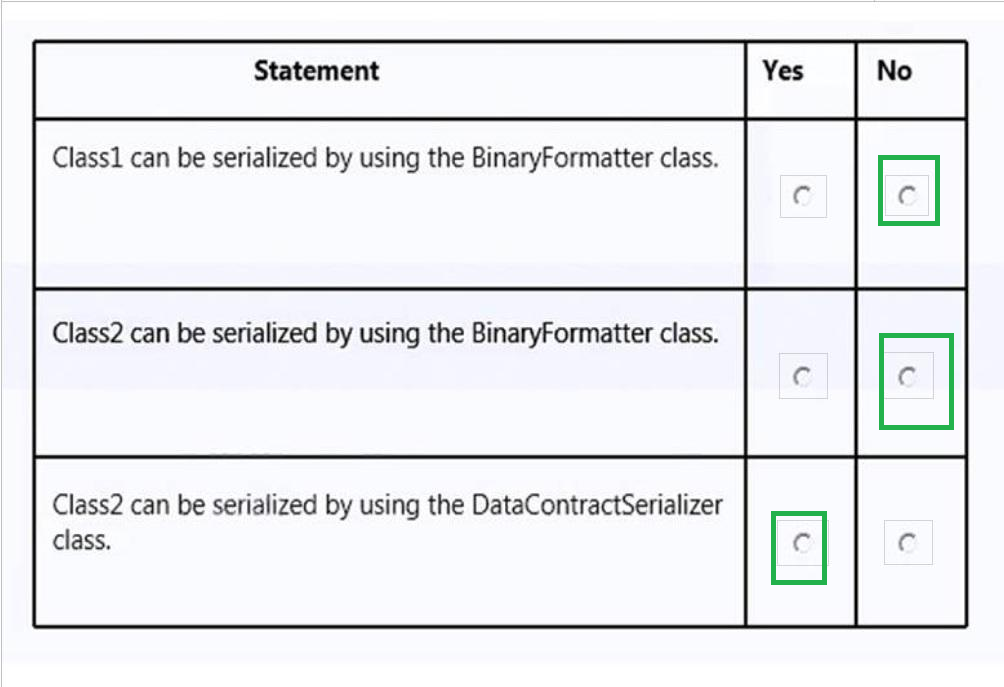 Statement Yes No
Class1 can be serialized by using the BinaryFormatter class.
Class2 can be serialized by using the BinaryFormatter class.
Class2 can be serialized by using the DataContractSerializer
class.